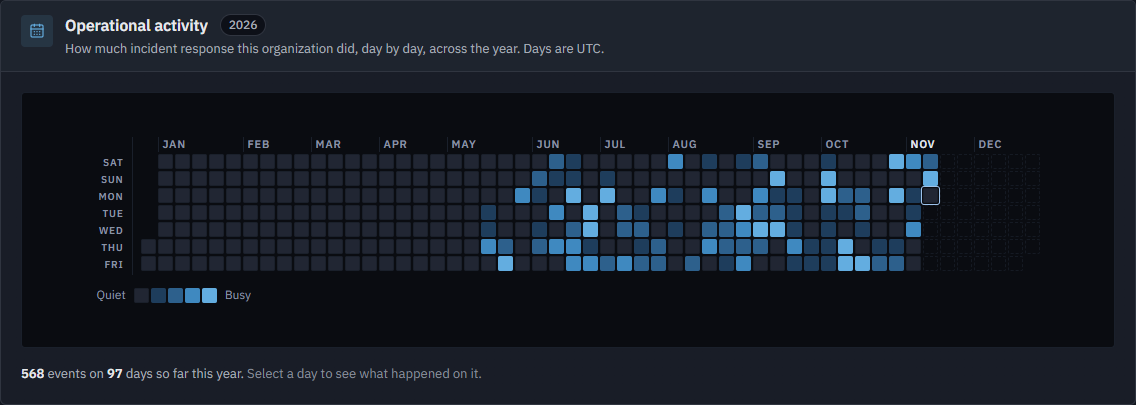 Operational activity 2026
How much incident response this organization did, day by day, across the year. Days are UTC.
JAN FEB MAR APR MAY JUN JUL AUG SEP OCT NOV DEC
SAT
SUN
MON
TUE
WED
THU
FRI
Quiet Busy
568 events on 97 days so far this year. Select a day to see what happened on it.